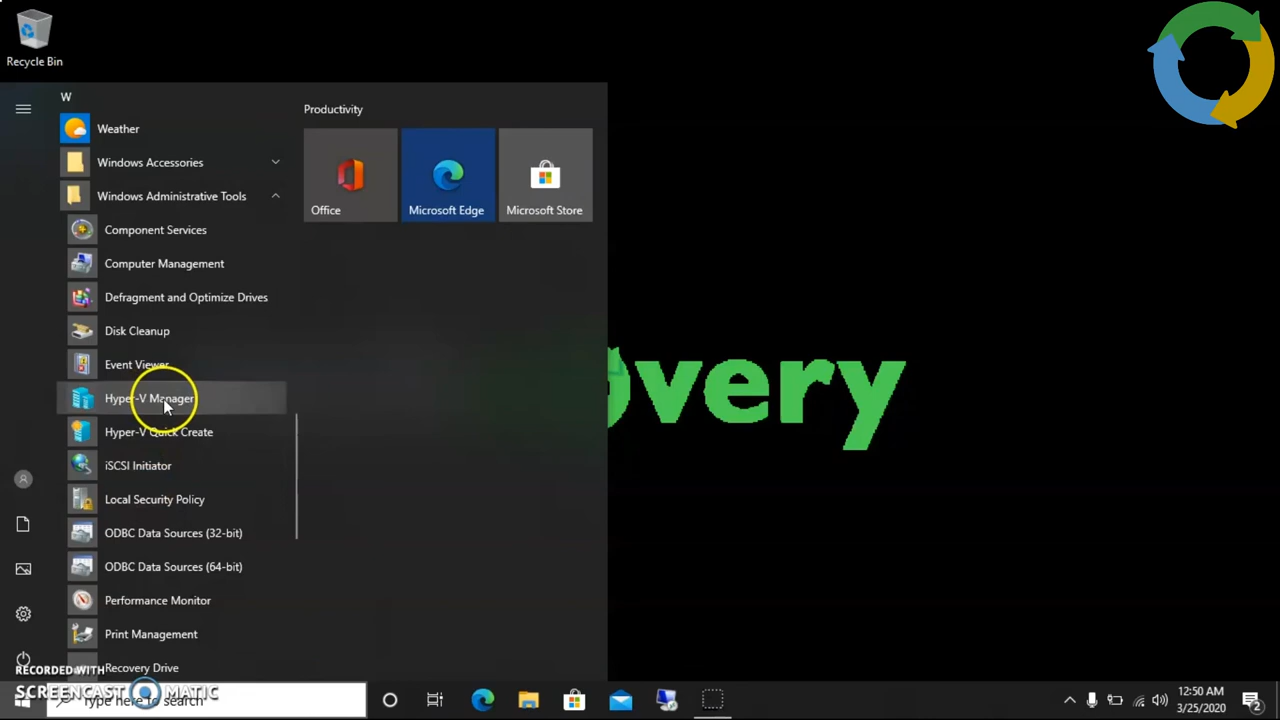 Recycle Bin
W
Weather
Windows Accessories
Windows Administrative Tools
Component Services
Computer Management
Defragment and Optimize Drives
Disk Cleanup
Event Viewer
Hyper-V Manager
Hyper-V Quick Create
iSCSI Initiator
Local Security Policy
ODBC Data Sources (32-bit)
ODBC Data Sources (64-bit)
Performance Monitor
Print Management
Recovery Drive
Productivity
Office
Microsoft Edge
Microsoft Store
overy
RECORDED WITH
SCREENCAST MATIC
Type here to search
12:50 AM
3/25/2020
2